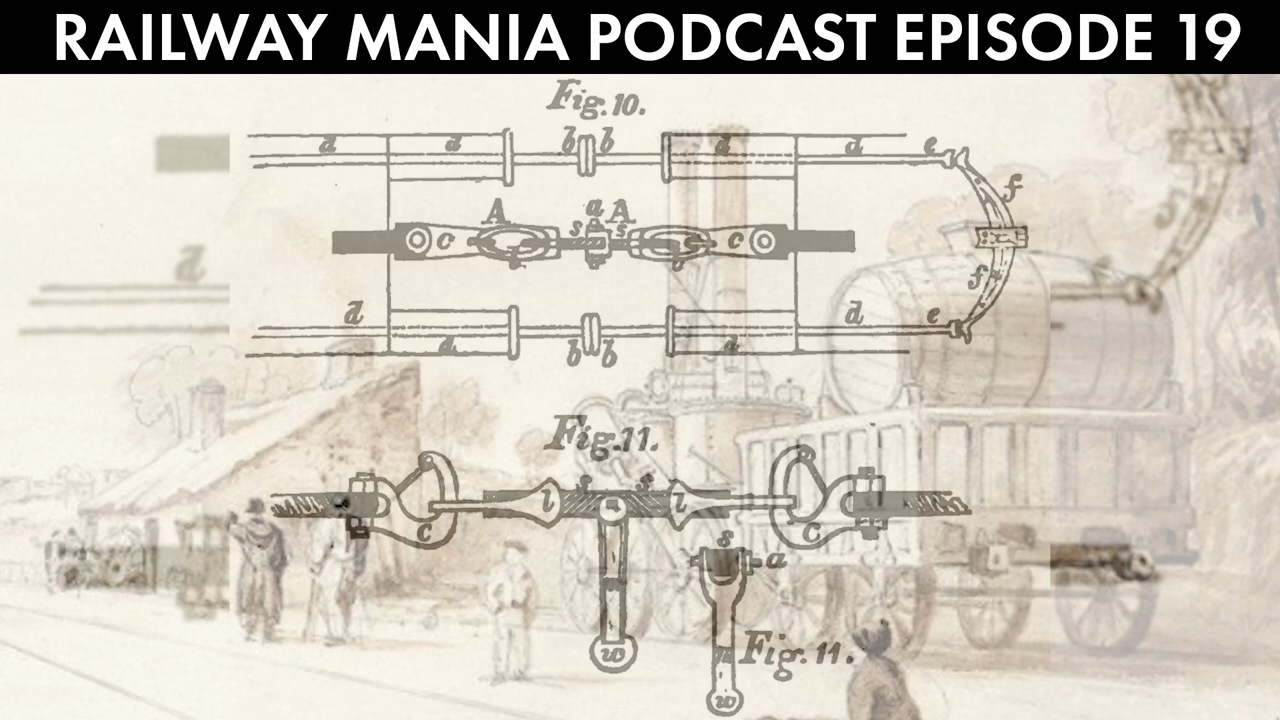 RAILWAY MANIA PODCAST EPISODE 19
Fig.10.
d d b b d d e
f
A a A
s s
c c
f
d d e
d b b d
Fig.11.
s s
l l
c c
s
a
Fig.11.
w
w